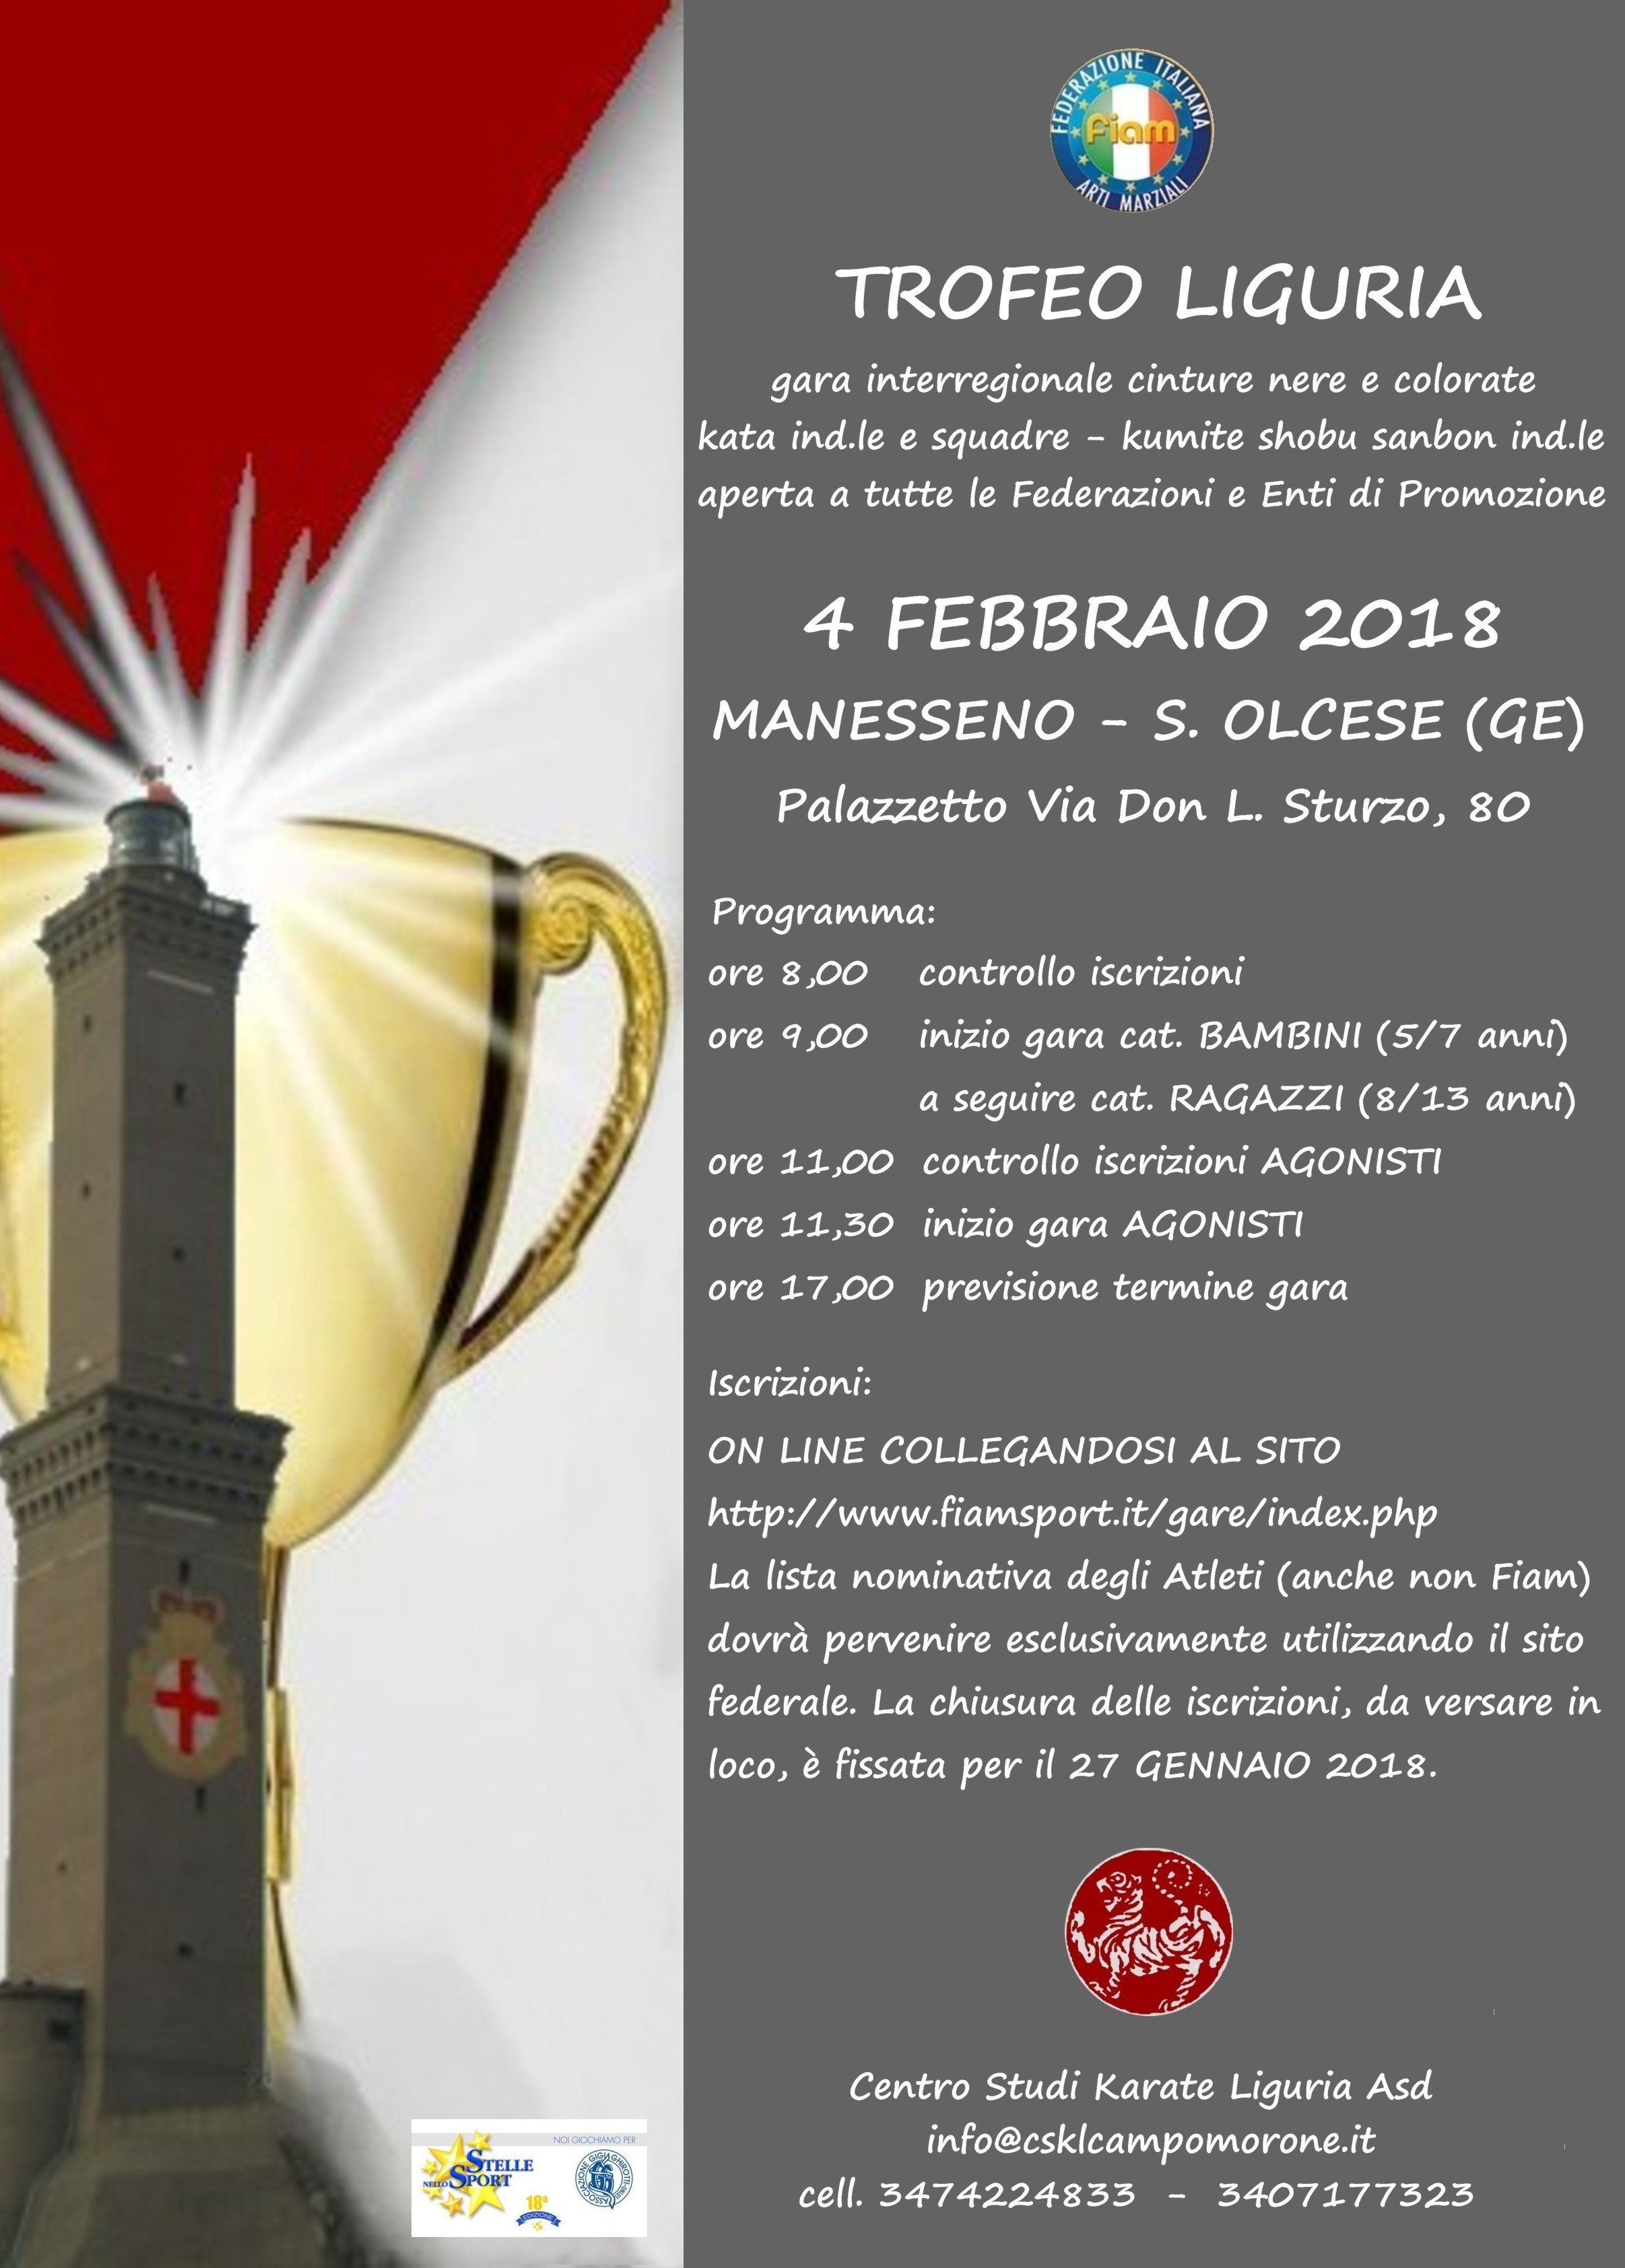 FEDERAZIONE ITALIANA
Fiam
ARTI MARZIALI
TROFEO LIGURIA
gara interregionale cinture nere e colorate
kata ind.le e squadre - kumite shobu sanbon ind.le
aperta a tutte le Federazioni e Enti di Promozione
4 FEBBRAIO 2018
MANESSENO - S. OLCESE (GE)
Palazzetto Via Don L. Sturzo, 80
Programma:
ore 8,00 controllo iscrizioni
ore 9,00 inizio gara cat. BAMBINI (5/7 anni)
a seguire cat. RAGAZZI (8/13 anni)
ore 11,00 controllo iscrizioni AGONISTI
ore 11,30 inizio gara AGONISTI
ore 17,00 previsione termine gara
Iscrizioni:
ON LINE COLLEGANDOSI AL SITO
http://www.fiamsport.it/gare/index.php
La lista nominativa degli Atleti (anche non Fiam)
dovrà pervenire esclusivamente utilizzando il sito
federale. La chiusura delle iscrizioni, da versare in
loco, è fissata per il 27 GENNAIO 2018.
Centro Studi Karate Liguria Asd
info@csklcampomorone.it
cell. 3474224833 - 3407177323
NOI GIOCHIAMO PER
STELLE
NELLO SPORT
18ª
EDIZIONE
ASSOCIAZIONE GIGI GHIROTTI